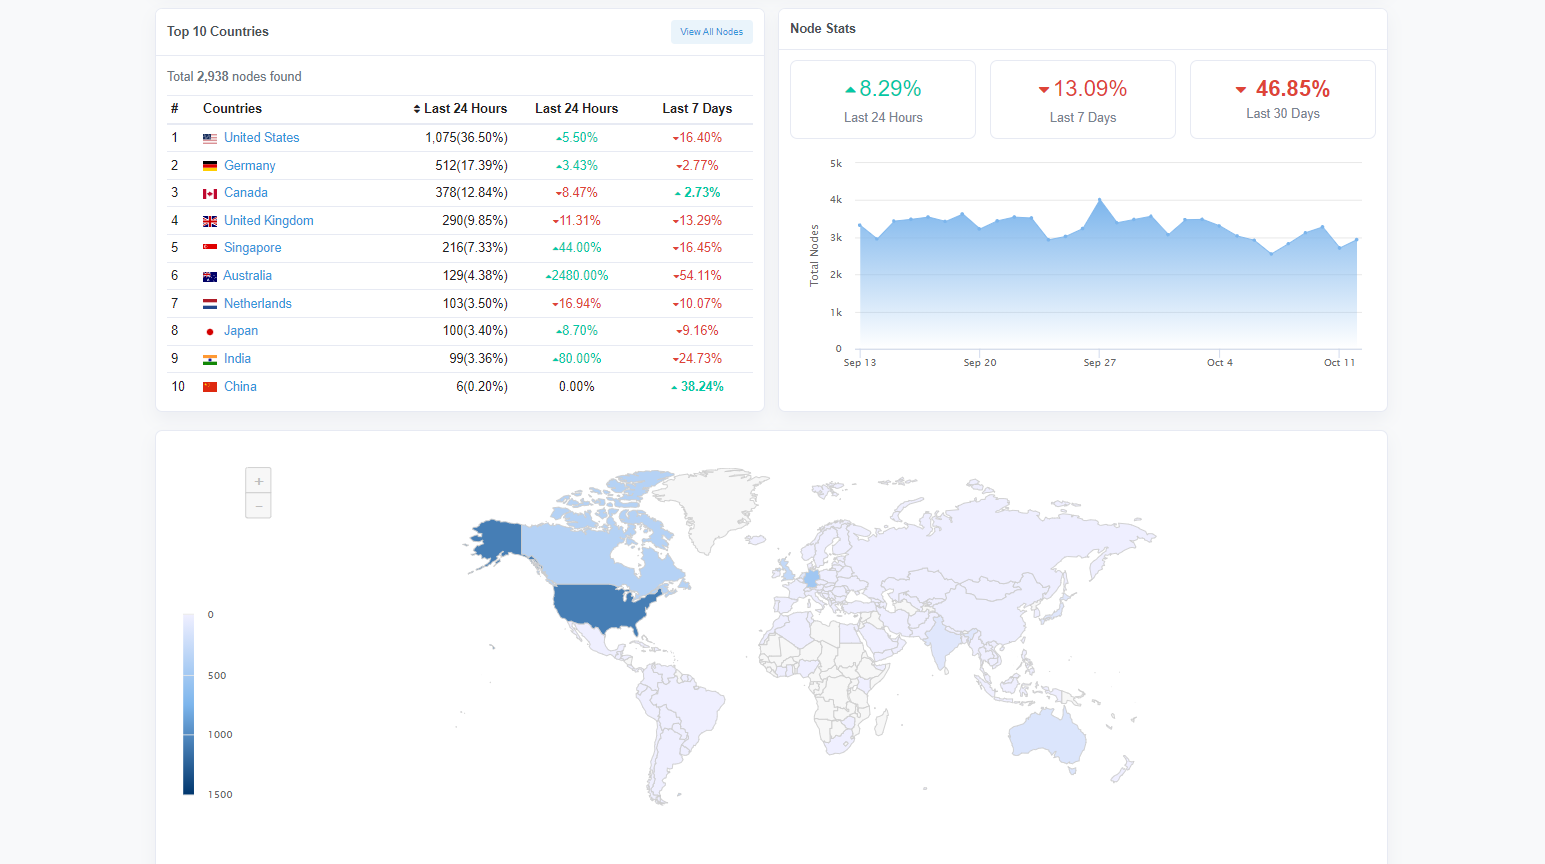 Top 10 Countries
View All Nodes
Total 2,938 nodes found
# Countries Last 24 Hours Last 24 Hours Last 7 Days
1 United States 1,075(36.50%) 5.50% 16.40%
2 Germany 512(17.39%) 3.43% 2.77%
3 Canada 378(12.84%) 8.47% 2.73%
4 United Kingdom 290(9.85%) 11.31% 13.29%
5 Singapore 216(7.33%) 44.00% 16.45%
6 Australia 129(4.38%) 2480.00% 54.11%
7 Netherlands 103(3.50%) 16.94% 10.07%
8 Japan 100(3.40%) 8.70% 9.16%
9 India 99(3.36%) 80.00% 24.73%
10 China 6(0.20%) 0.00% 38.24%
Node Stats
8.29%
Last 24 Hours
13.09%
Last 7 Days
46.85%
Last 30 Days
Total Nodes
5k
4k
3k
2k
1k
0
Sep 13 Sep 20 Sep 27 Oct 4 Oct 11
+
−
0
500
1000
1500